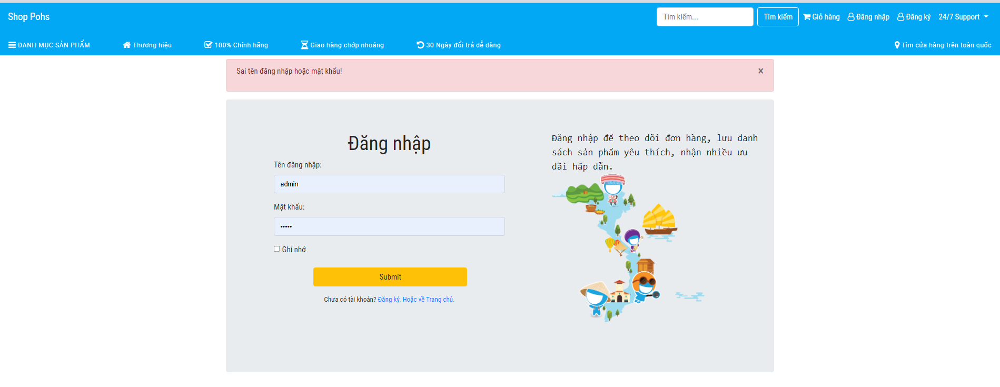 Shop Pohs
Tìm kiếm...
Tìm kiếm
Giỏ hàng
Đăng nhập
Đăng ký
24/7 Support
DANH MỤC SẢN PHẨM
Thương hiệu
100% Chính hãng
Giao hàng chớp nhoáng
30 Ngày đổi trả dễ dàng
Tìm cửa hàng trên toàn quốc
Sai tên đăng nhập hoặc mật khẩu!
×
Đăng nhập
Tên đăng nhập:
admin
Mật khẩu:
•••••
Ghi nhớ
Submit
Chưa có tài khoản? Đăng ký. Hoặc về Trang chủ.
Đăng nhập để theo dõi đơn hàng, lưu danh
sách sản phẩm yêu thích, nhận nhiều ưu
đãi hấp dẫn.